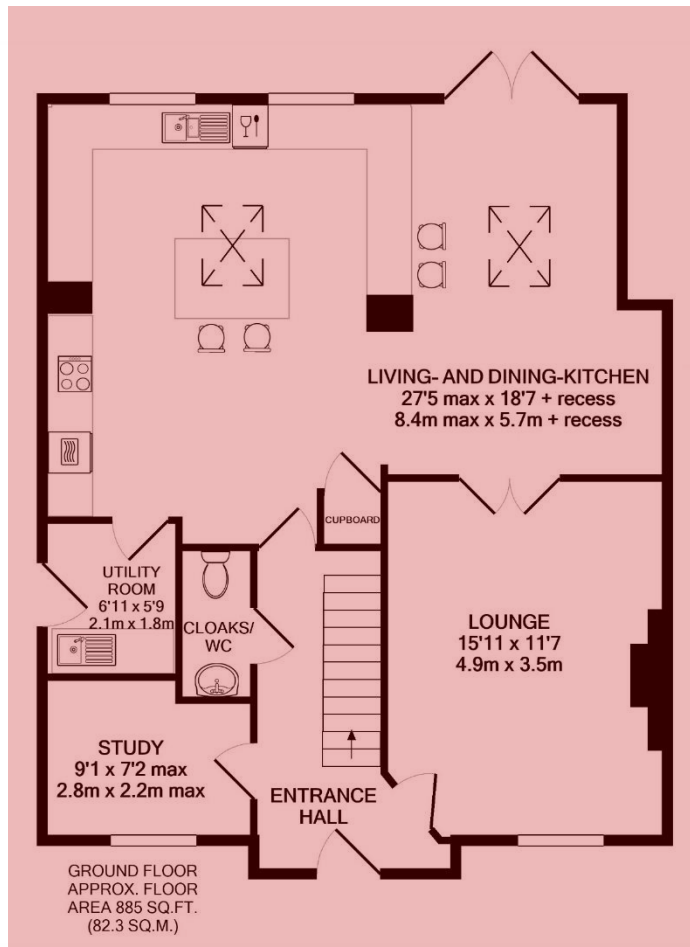 LIVING- AND DINING-KITCHEN
27'5 max x 18'7 + recess
8.4m max x 5.7m + recess
CUPBOARD
UTILITY
ROOM
6'11 x 5'9
2.1m x 1.8m
CLOAKS/
WC
LOUNGE
15'11 x 11'7
4.9m x 3.5m
STUDY
9'1 x 7'2 max
2.8m x 2.2m max
ENTRANCE
HALL
GROUND FLOOR
APPROX. FLOOR
AREA 885 SQ.FT.
(82.3 SQ.M.)